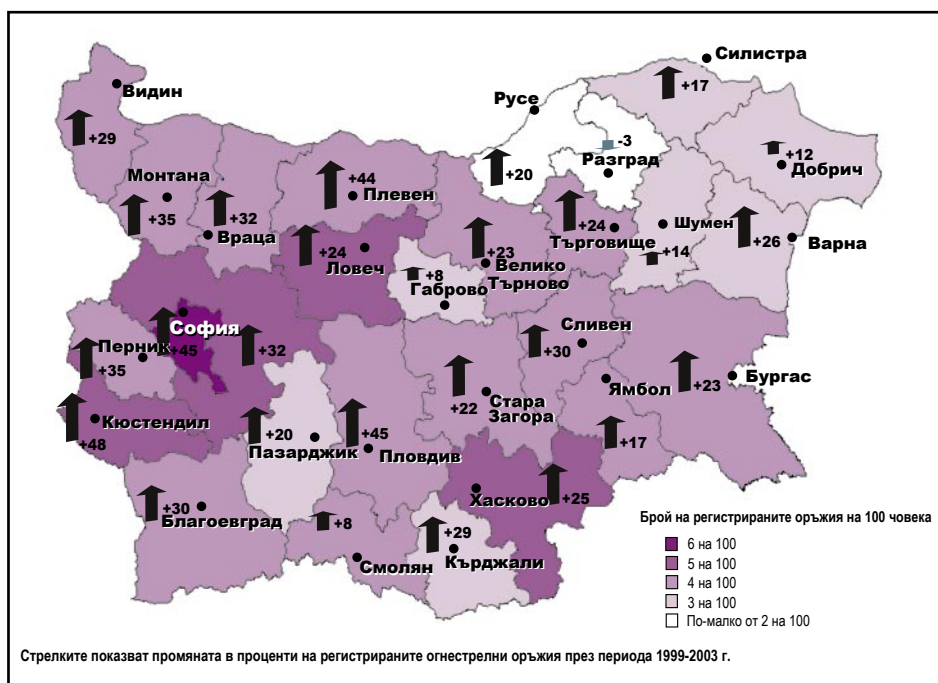 Силистра
+17
Видин
Русе
+29
-3
Разград
+12
Добрич
+20
Монтана
+44
Плевен
+35
+32
Враца
+24
Търговище
Шумен
+26
Варна
+14
+24
Ловеч
+23
Велико
Търново
+8
Габрово
София
+45
+32
Сливен
+30
Перник
+35
Ямбол
+23
Бургас
+22
Стара
Загора
Кюстендил
+48
+20
Пазарджик
+45
Пловдив
+17
Хасково
+25
+30
Благоевград
+8
Смолян
+29
Кърджали
Брой на регистрираните оръжия на 100 човека
6 на 100
5 на 100
4 на 100
3 на 100
По-малко от 2 на 100
Стрелките показват промяната в проценти на регистрираните огнестрелни оръжия през периода 1999-2003 г.